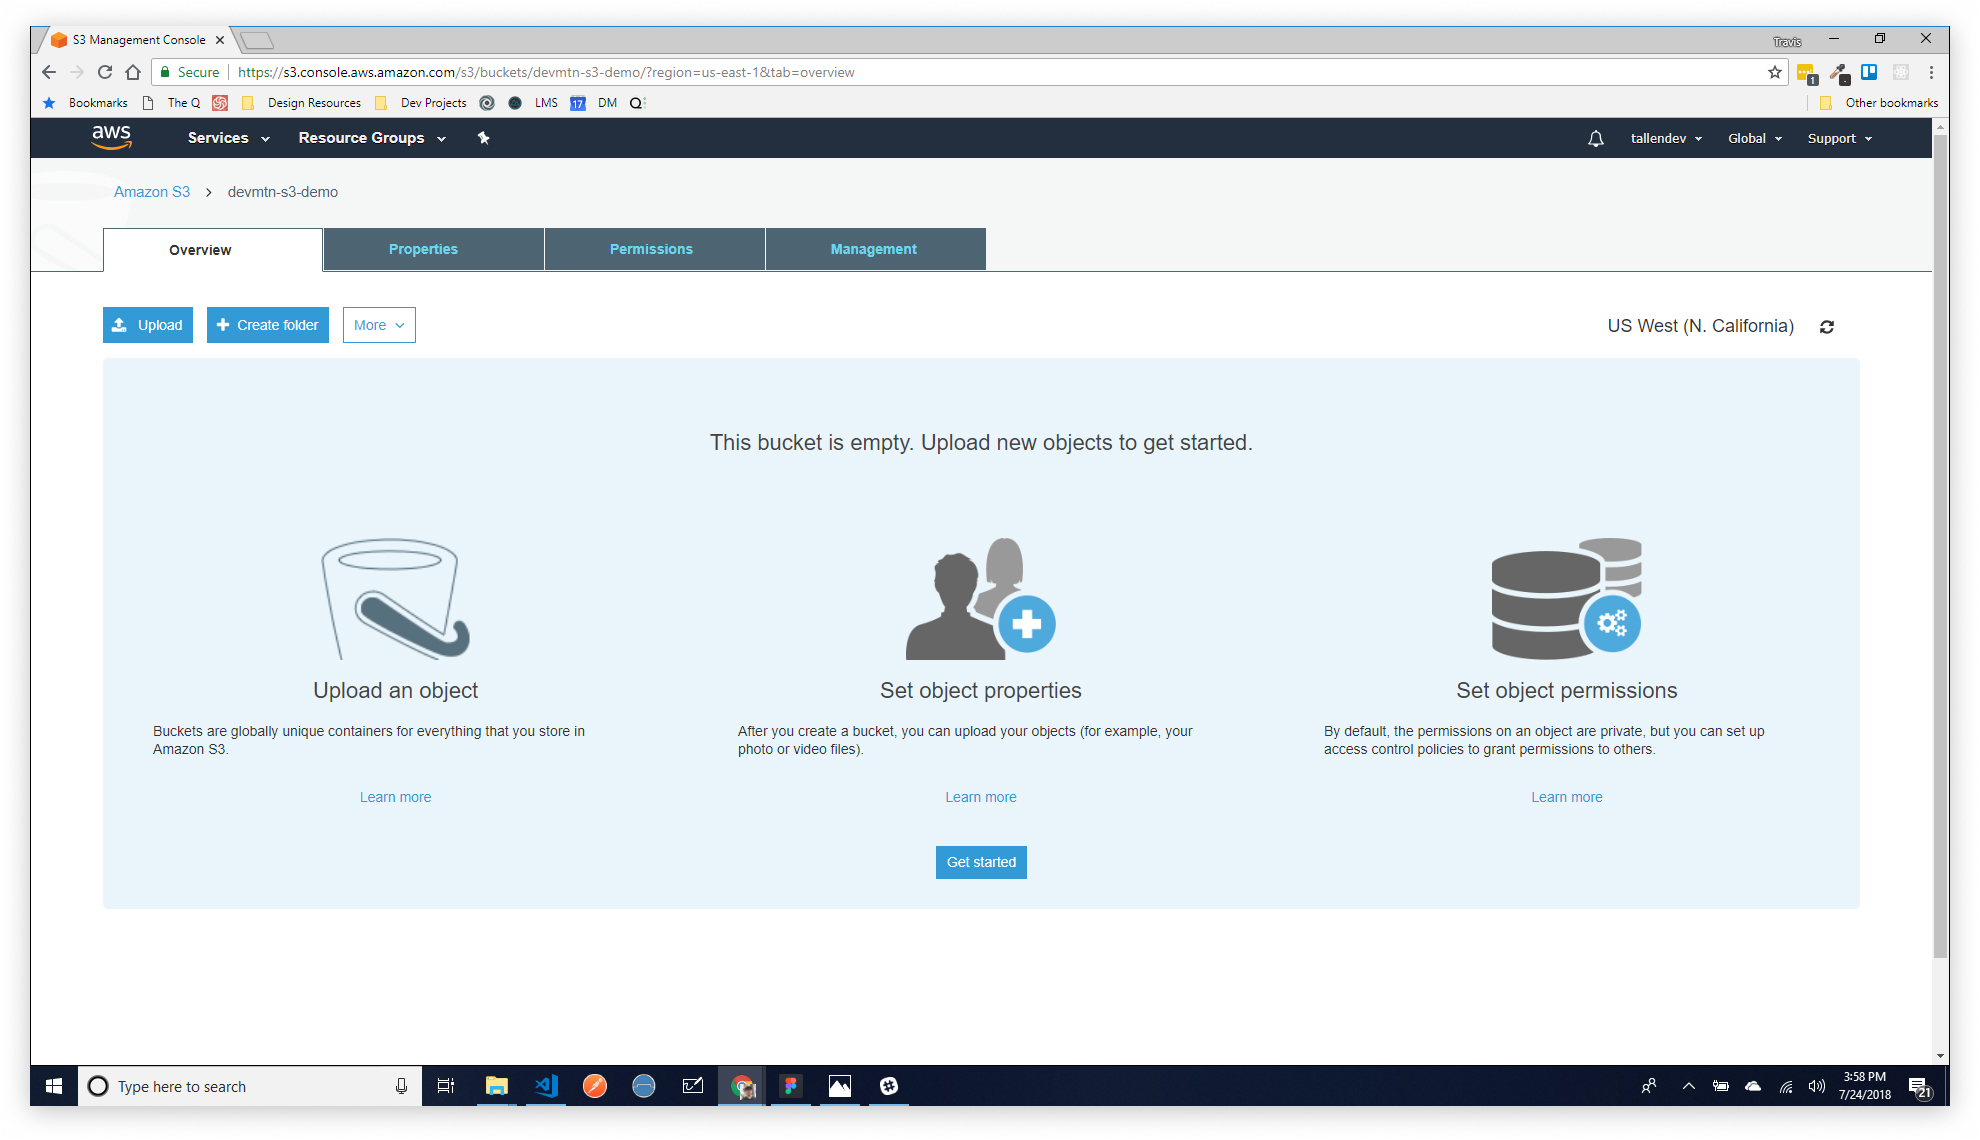 S3 Management Console
Travis
Secure https://s3.console.aws.amazon.com/s3/buckets/devmtn-s3-demo/?region=us-east-1&tab=overview
1
Bookmarks The Q Design Resources Dev Projects LMS 17 DM Q Other bookmarks
aws Services Resource Groups tallendev Global Support
Amazon S3 > devmtn-s3-demo
Overview Properties Permissions Management
Upload Create folder More US West (N. California)
This bucket is empty. Upload new objects to get started.
Upload an object
Buckets are globally unique containers for everything that you store in
Amazon S3.
Learn more
Set object properties
After you create a bucket, you can upload your objects (for example, your
photo or video files).
Learn more
Set object permissions
By default, the permissions on an object are private, but you can set up
access control policies to grant permissions to others.
Learn more
Get started
Type here to search
3:58 PM
7/24/2018
21